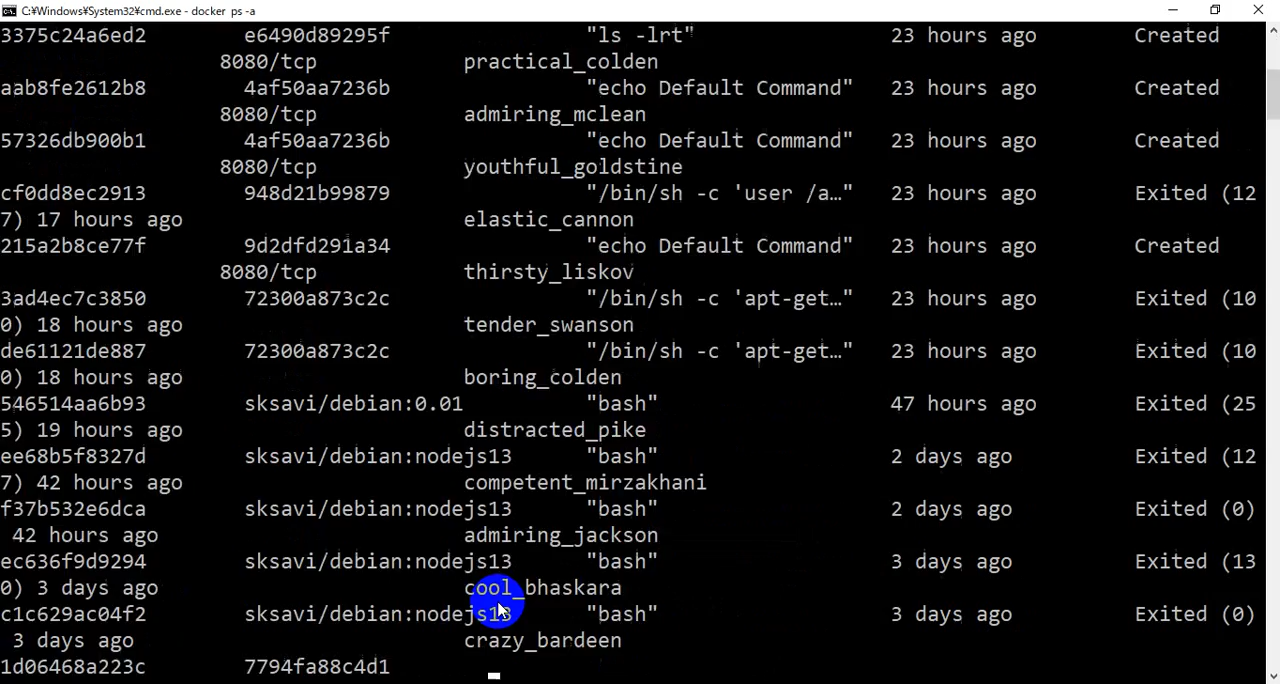 C:¥Windows¥System32¥cmd.exe - docker ps -a
3375c24a6ed2 e6490d89295f "ls -lrt" 23 hours ago Created
8080/tcp practical_colden
aab8fe2612b8 4af50aa7236b "echo Default Command" 23 hours ago Created
8080/tcp admiring_mclean
57326db900b1 4af50aa7236b "echo Default Command" 23 hours ago Created
8080/tcp youthful_goldstine
cf0dd8ec2913 948d21b99879 "/bin/sh -c 'user /a…" 23 hours ago Exited (12
7) 17 hours ago elastic_cannon
215a2b8ce77f 9d2dfd291a34 "echo Default Command" 23 hours ago Created
8080/tcp thirsty_liskov
3ad4ec7c3850 72300a873c2c "/bin/sh -c 'apt-get…" 23 hours ago Exited (10
0) 18 hours ago tender_swanson
de61121de887 72300a873c2c "/bin/sh -c 'apt-get…" 23 hours ago Exited (10
0) 18 hours ago boring_colden
546514aa6b93 sksavi/debian:0.01 "bash" 47 hours ago Exited (25
5) 19 hours ago distracted_pike
ee68b5f8327d sksavi/debian:nodejs13 "bash" 2 days ago Exited (12
7) 42 hours ago competent_mirzakhani
f37b532e6dca sksavi/debian:nodejs13 "bash" 2 days ago Exited (0)
42 hours ago admiring_jackson
ec636f9d9294 sksavi/debian:nodejs13 "bash" 3 days ago Exited (13
0) 3 days ago cool_bhaskara
c1c629ac04f2 sksavi/debian:nodejs13 "bash" 3 days ago Exited (0)
3 days ago crazy_bardeen
1d06468a223c 7794fa88c4d1